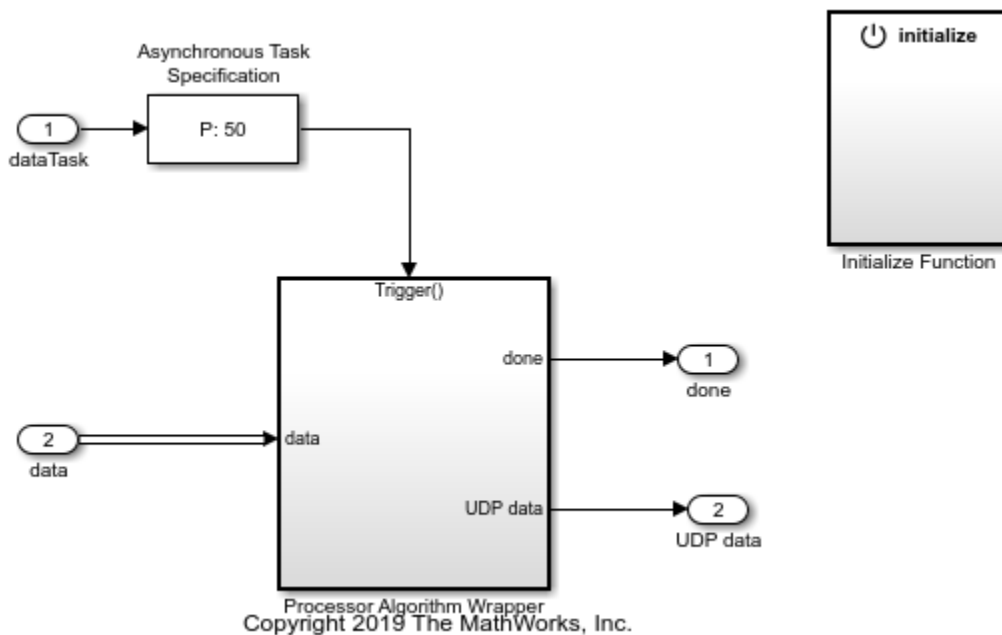 Asynchronous Task
Specification
initialize
1
P: 50
dataTask
Initialize Function
Trigger()
done
1
done
2
data
data
UDP data
2
UDP data
Processor Algorithm Wrapper
Copyright 2019 The MathWorks, Inc.